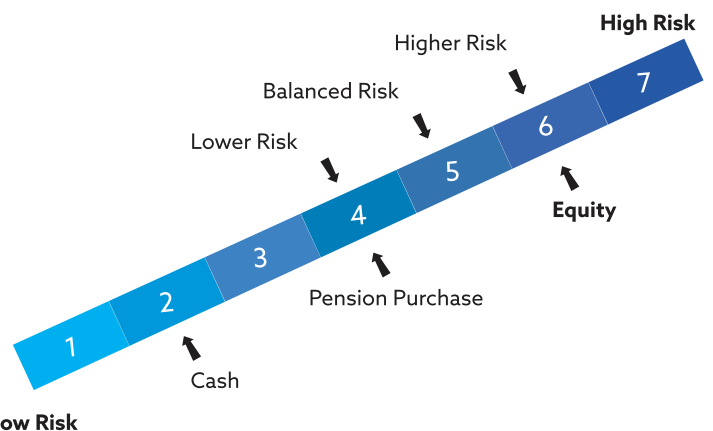 High Risk
Higher Risk
7
Balanced Risk
6
Lower Risk
5
Equity
4
3
Pension Purchase
2
1
Cash
ow Risk